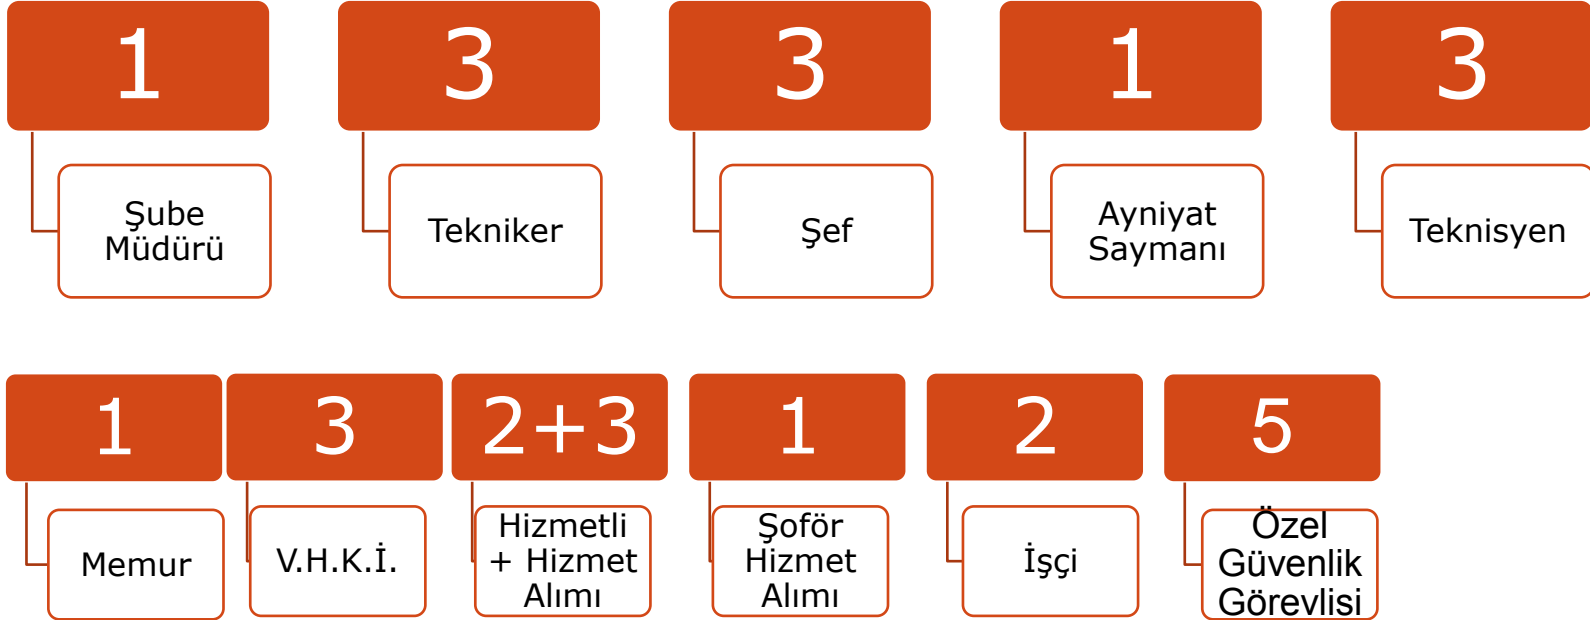 1
3
3
1
3
Şube
Müdürü
Tekniker
Şef
Ayniyat
Saymanı
Teknisyen
1
3
2+3
1
2
5
Memur
V.H.K.İ.
Hizmetli
+ Hizmet
Alımı
Şoför
Hizmet
Alımı
İşçi
Özel
Güvenlik
Görevlisi